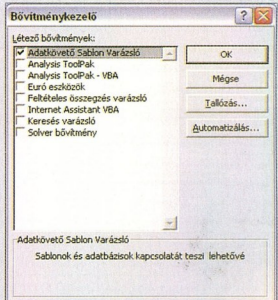 Bővítménykezelő
Létező bővítmények:
Adatkövető Sablon Varázsló
Analysis ToolPak
Analysis ToolPak - VBA
Euró eszközök
Feltételes összegzés varázsló
Internet Assistant VBA
Keresés varázsló
Solver bővítmény
OK
Mégse
Tallózás...
Automatizálás...
Adatkövető Sablon Varázsló
Sablonok és adatbázisok kapcsolatát teszi lehetővé